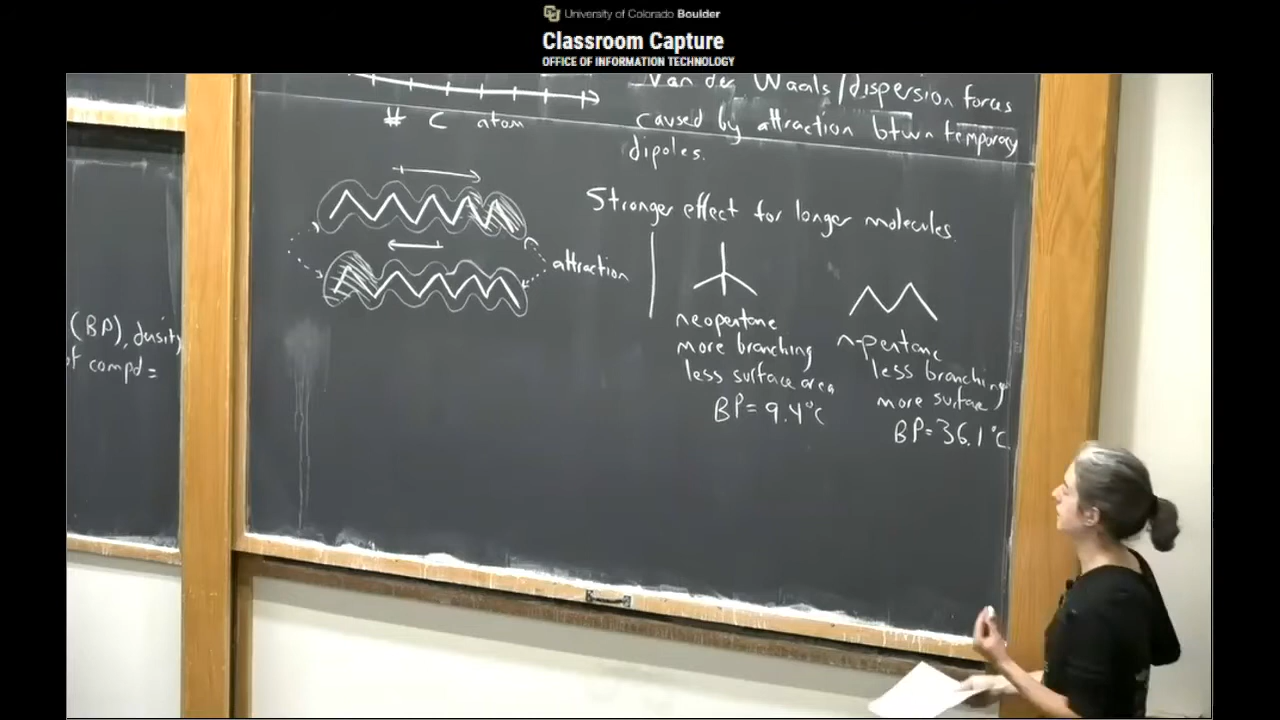 University of Colorado Boulder
Classroom Capture
OFFICE OF INFORMATION TECHNOLOGY
Van der Waals/dispersion forces
caused by attraction btwn temporary
dipoles.
# C atom
Stronger effect for longer molecules.
attraction
neopentane
more branching
less surface area
BP=9.4°C
n-pentane
less branching
more surface
BP=36.1°C
(BP), density
of compd=